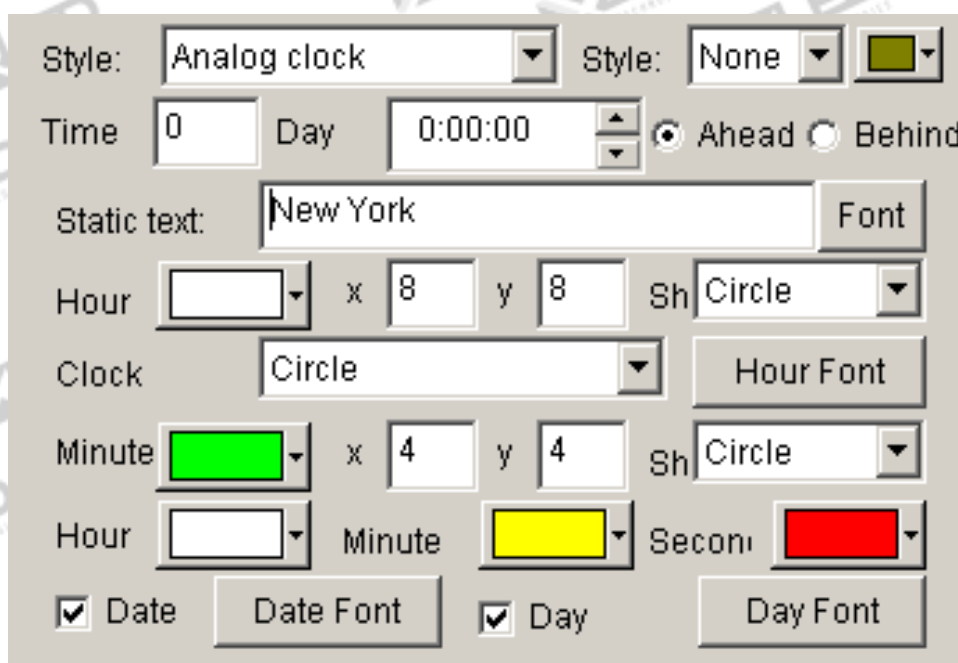 Style: Analog clock Style: None
Time 0 Day 0:00:00 Ahead Behind
Static text: New York Font
Hour x 8 y 8 Sh Circle
Clock Circle Hour Font
Minute x 4 y 4 Sh Circle
Hour Minute Secon
Date Date Font Day Day Font